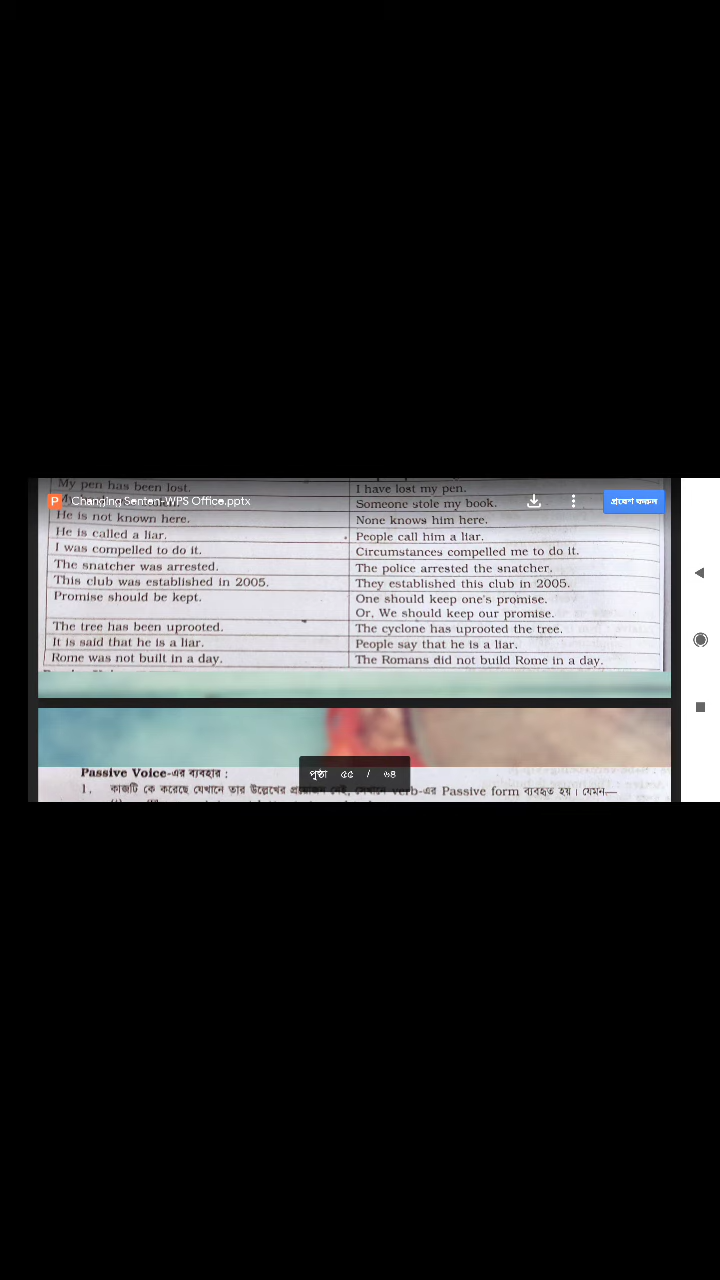 My pen has been lost.
I have lost my pen.
Changing Senten-WPS Office.pptx
Someone stole my book.
প্রবেশ করুন
He is not known here.
None knows him here.
He is called a liar.
People call him a liar.
I was compelled to do it.
Circumstances compelled me to do it.
The snatcher was arrested.
The police arrested the snatcher.
This club was established in 2005.
They established this club in 2005.
Promise should be kept.
One should keep one's promise.
Or, We should keep our promise.
The tree has been uprooted.
The cyclone has uprooted the tree.
It is said that he is a liar.
People say that he is a liar.
Rome was not built in a day.
The Romans did not build Rome in a day.
Passive Voice-এর ব্যবহার :
পৃষ্ঠা ৫৫ / ৬৪
1. কাজটি কে করেছে যেখানে তার উল্লেখের প্রয়োজন নেই, সেখানে verb-এর Passive form ব্যবহৃত হয়। যেমন—